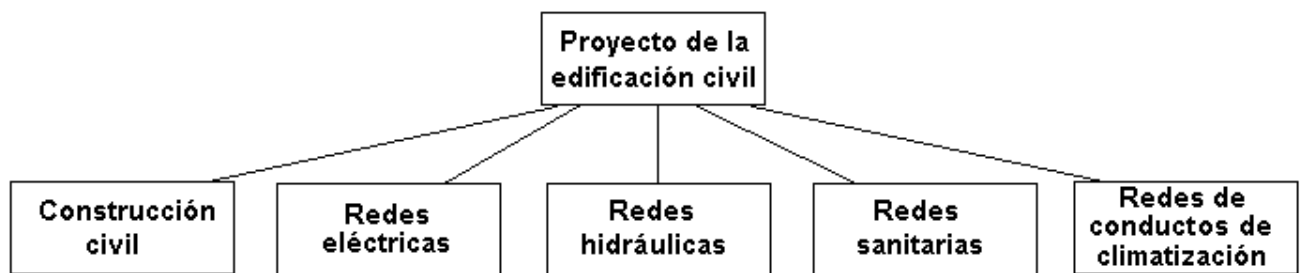 Proyecto de la
edificación civil
Construcción
civil
Redes
eléctricas
Redes
hidráulicas
Redes
sanitarias
Redes de
conductos de
climatización